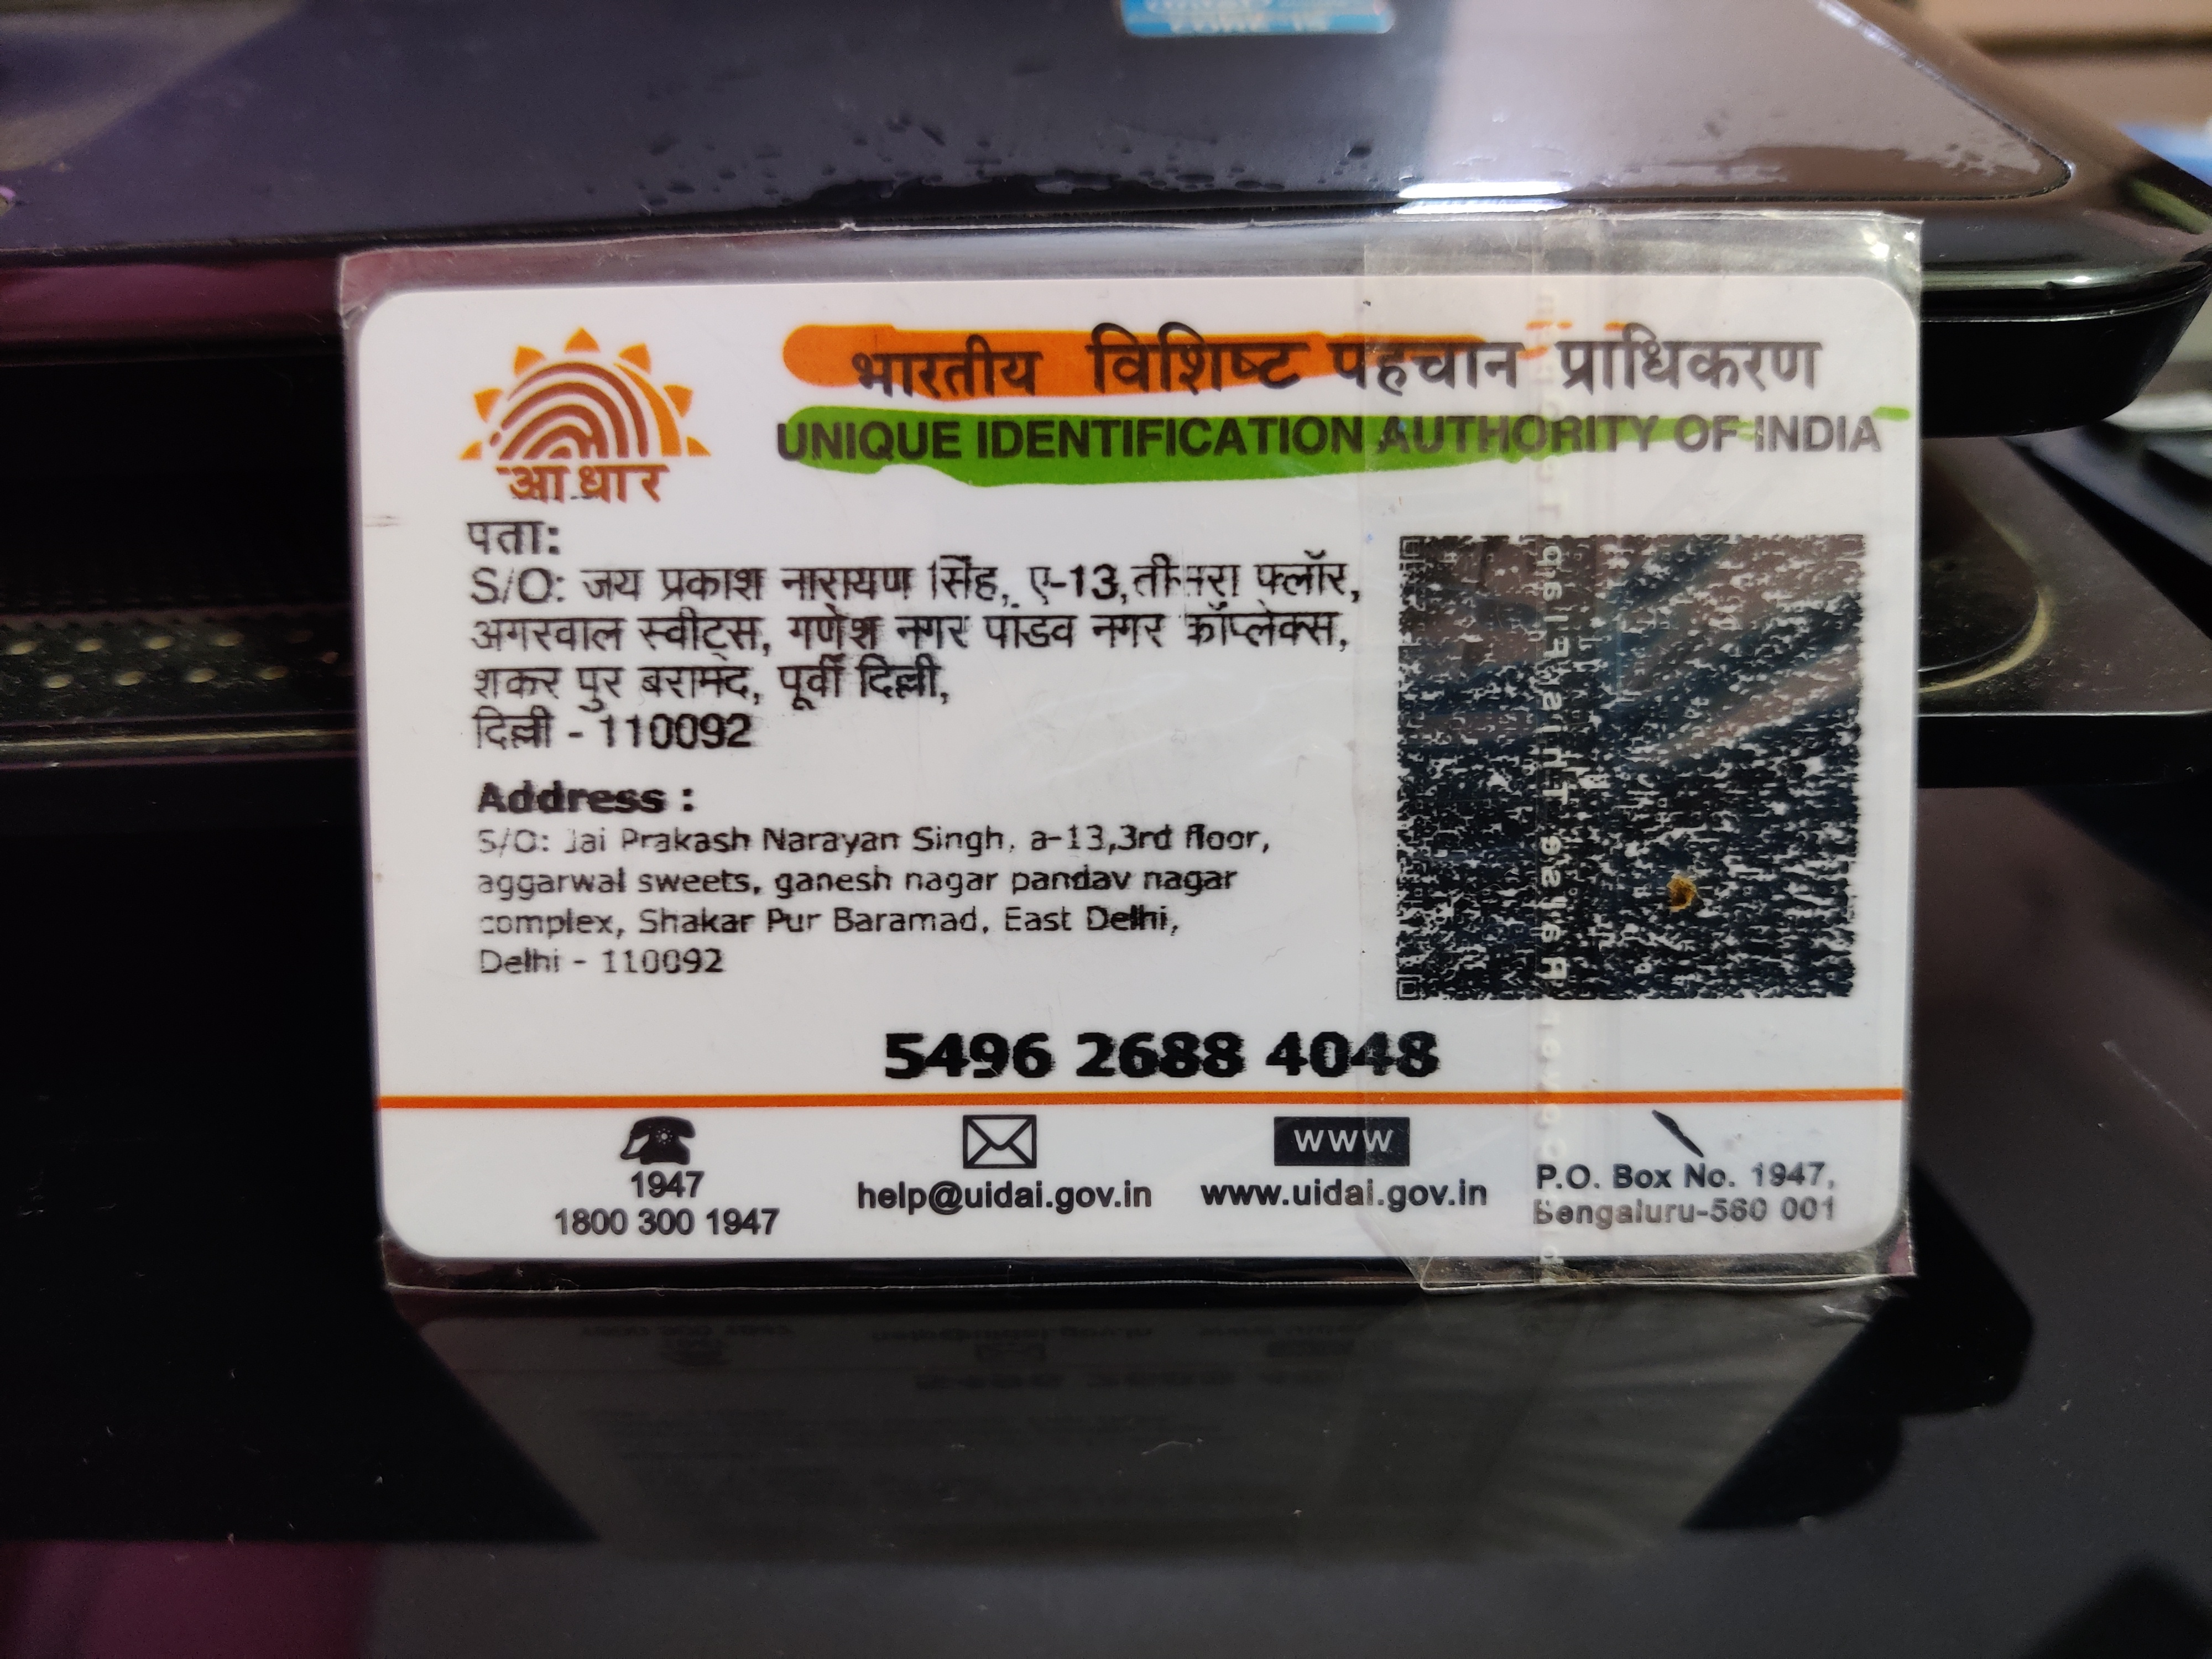 भारतीय विशिष्ट पहचान प्राधिकरण
UNIQUE IDENTIFICATION AUTHORITY OF INDIA
आधार
पता:
S/O: जय प्रकाश नारायण सिंह, ए-13,तीसरा फ्लॉर,
अगरवाल स्वीट्स, गणेश नगर पांडव नगर कॉप्लेक्स,
शकर पुर बरामद, पूर्वी दिल्ली,
दिल्ली - 110092
Address :
S/O: Jai Prakash Narayan Singh, a-13,3rd floor,
aggarwal sweets, ganesh nagar pandav nagar
complex, Shakar Pur Baramad, East Delhi,
Delhi - 110092
5496 2688 4048
WWW
1947
1800 300 1947
help@uidai.gov.in
www.uidai.gov.in
P.O. Box No. 1947,
Bengaluru-560 001